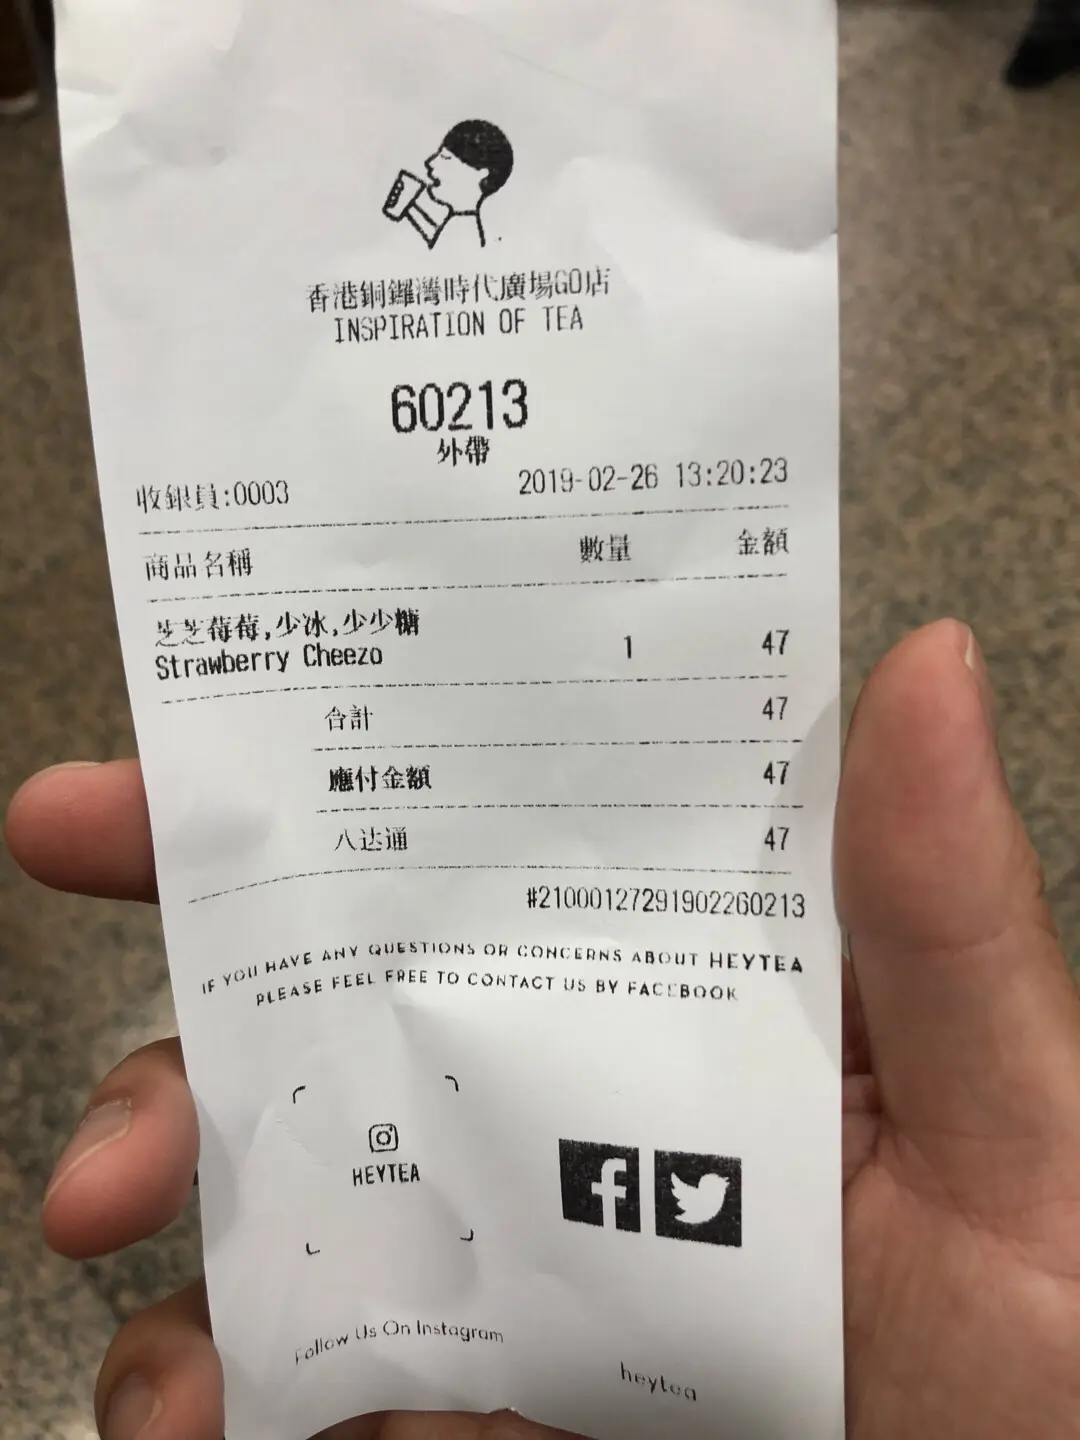 香港銅鑼灣時代廣場GO店
INSPIRATION OF TEA
60213
外帶
收銀員:0003 2019-02-26 13:20:23
商品名稱 數量 金額
芝芝莓莓,少冰,少少糖
Strawberry Cheezo 1 47
合計 47
應付金額 47
八达通 47
#21000127291902260213
IF YOU HAVE ANY QUESTIONS OR CONCERNS ABOUT HEYTEA
PLEASE FEEL FREE TO CONTACT US BY FACEBOOK
HEYTEA
Follow Us On Instagram
heytea